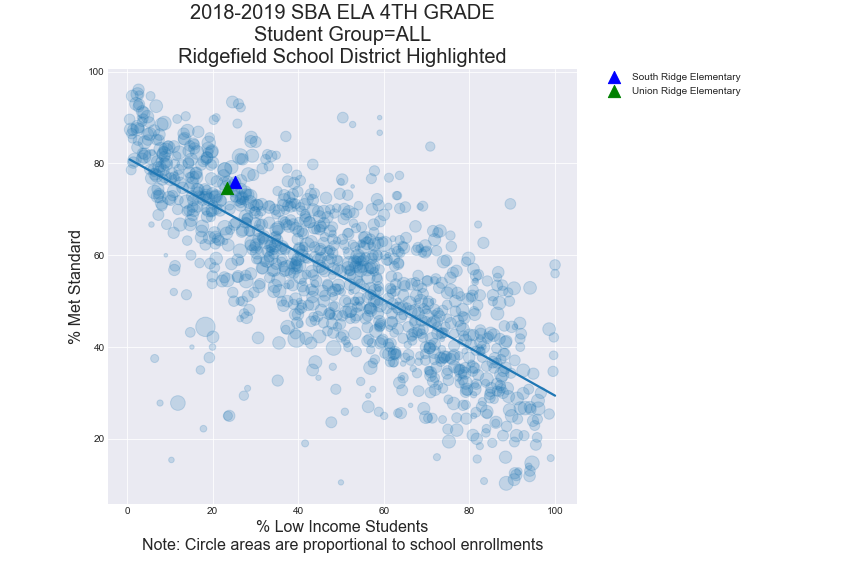 2018-2019 SBA ELA 4TH GRADE
Student Group=ALL
Ridgefield School District Highlighted
South Ridge Elementary
Union Ridge Elementary
100
80
60
40
20
% Met Standard
0 20 40 60 80 100
% Low Income Students
Note: Circle areas are proportional to school enrollments